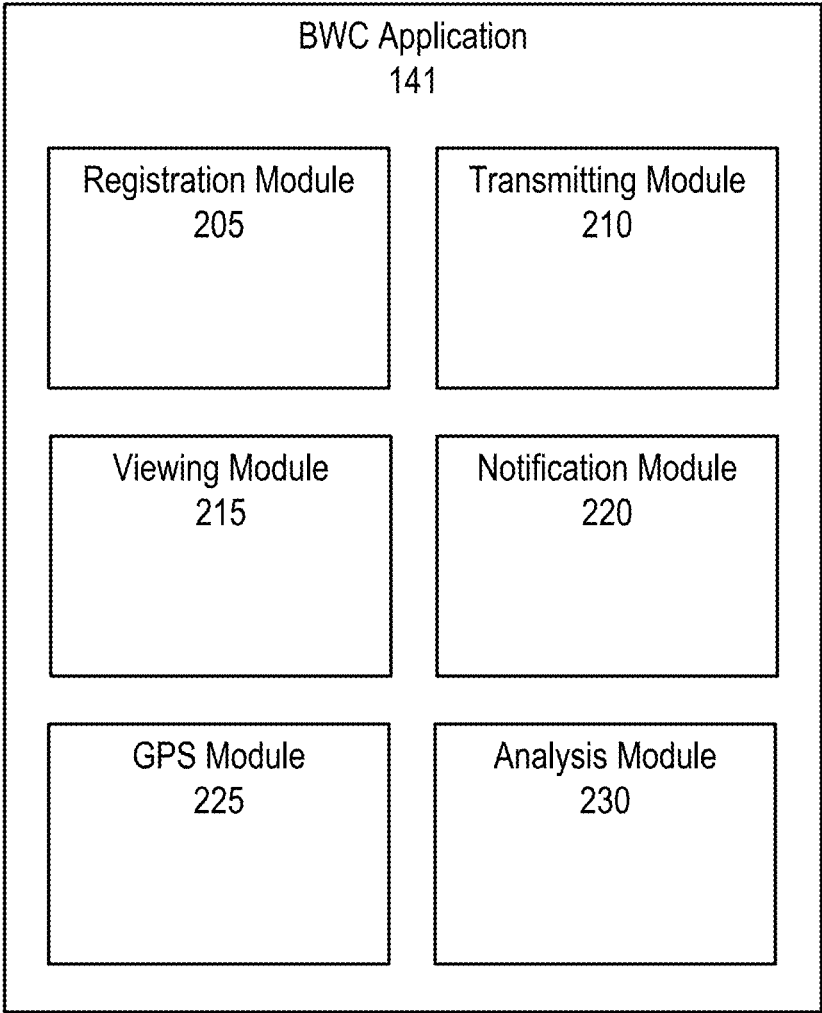 BWC Application
141
Registration Module
205
Transmitting Module
210
Viewing Module
215
Notification Module
220
GPS Module
225
Analysis Module
230